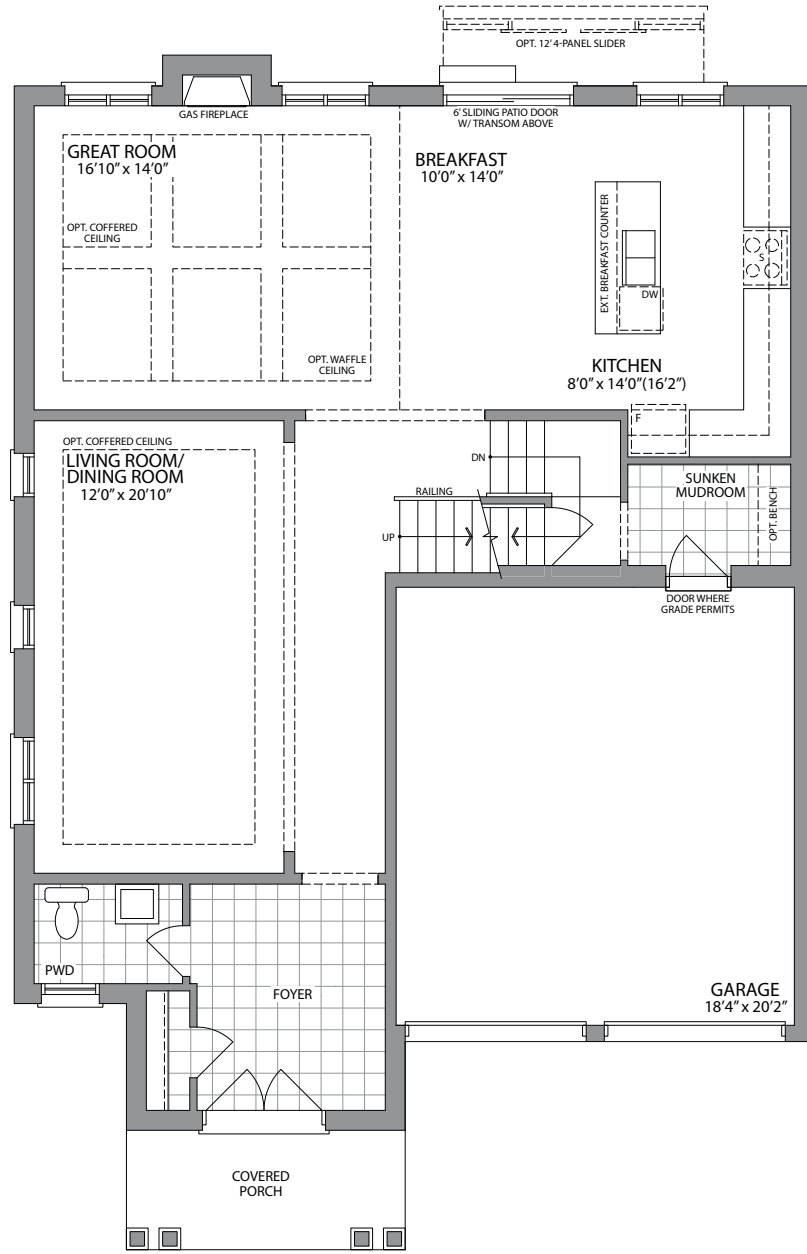 OPT. 12' 4-PANEL SLIDER
GAS FIREPLACE
6' SLIDING PATIO DOOR
W/ TRANSOM ABOVE
GREAT ROOM
16'10" x 14'0"
BREAKFAST
10'0" x 14'0"
OPT. COFFERED
CEILING
EXT. BREAKFAST COUNTER
S
DW
OPT. WAFFLE
CEILING
KITCHEN
8'0" x 14'0"(16'2")
F
OPT. COFFERED CEILING
LIVING ROOM/
DINING ROOM
12'0" x 20'10"
DN
RAILING
UP
SUNKEN
MUDROOM
OPT. BENCH
DOOR WHERE
GRADE PERMITS
PWD
FOYER
GARAGE
18'4" x 20'2"
COVERED
PORCH